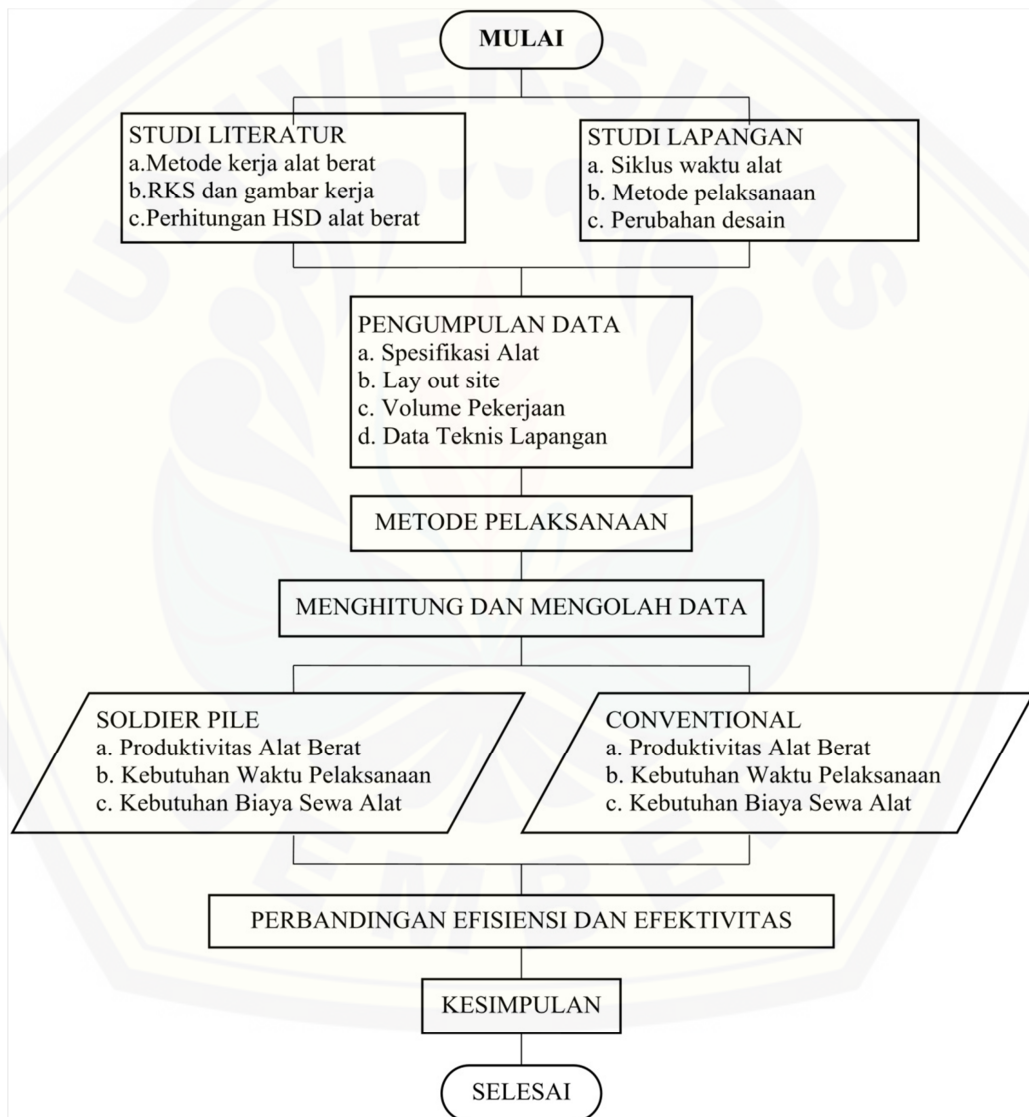 MULAI
STUDI LITERATUR
a.Metode kerja alat berat
b.RKS dan gambar kerja
c.Perhitungan HSD alat berat
STUDI LAPANGAN
a. Siklus waktu alat
b. Metode pelaksanaan
c. Perubahan desain
PENGUMPULAN DATA
a. Spesifikasi Alat
b. Lay out site
c. Volume Pekerjaan
d. Data Teknis Lapangan
METODE PELAKSANAAN
MENGHITUNG DAN MENGOLAH DATA
SOLDIER PILE
a. Produktivitas Alat Berat
b. Kebutuhan Waktu Pelaksanaan
c. Kebutuhan Biaya Sewa Alat
CONVENTIONAL
a. Produktivitas Alat Berat
b. Kebutuhan Waktu Pelaksanaan
c. Kebutuhan Biaya Sewa Alat
PERBANDINGAN EFISIENSI DAN EFEKTIVITAS
KESIMPULAN
SELESAI
UNIVERSITAS
JEMBER